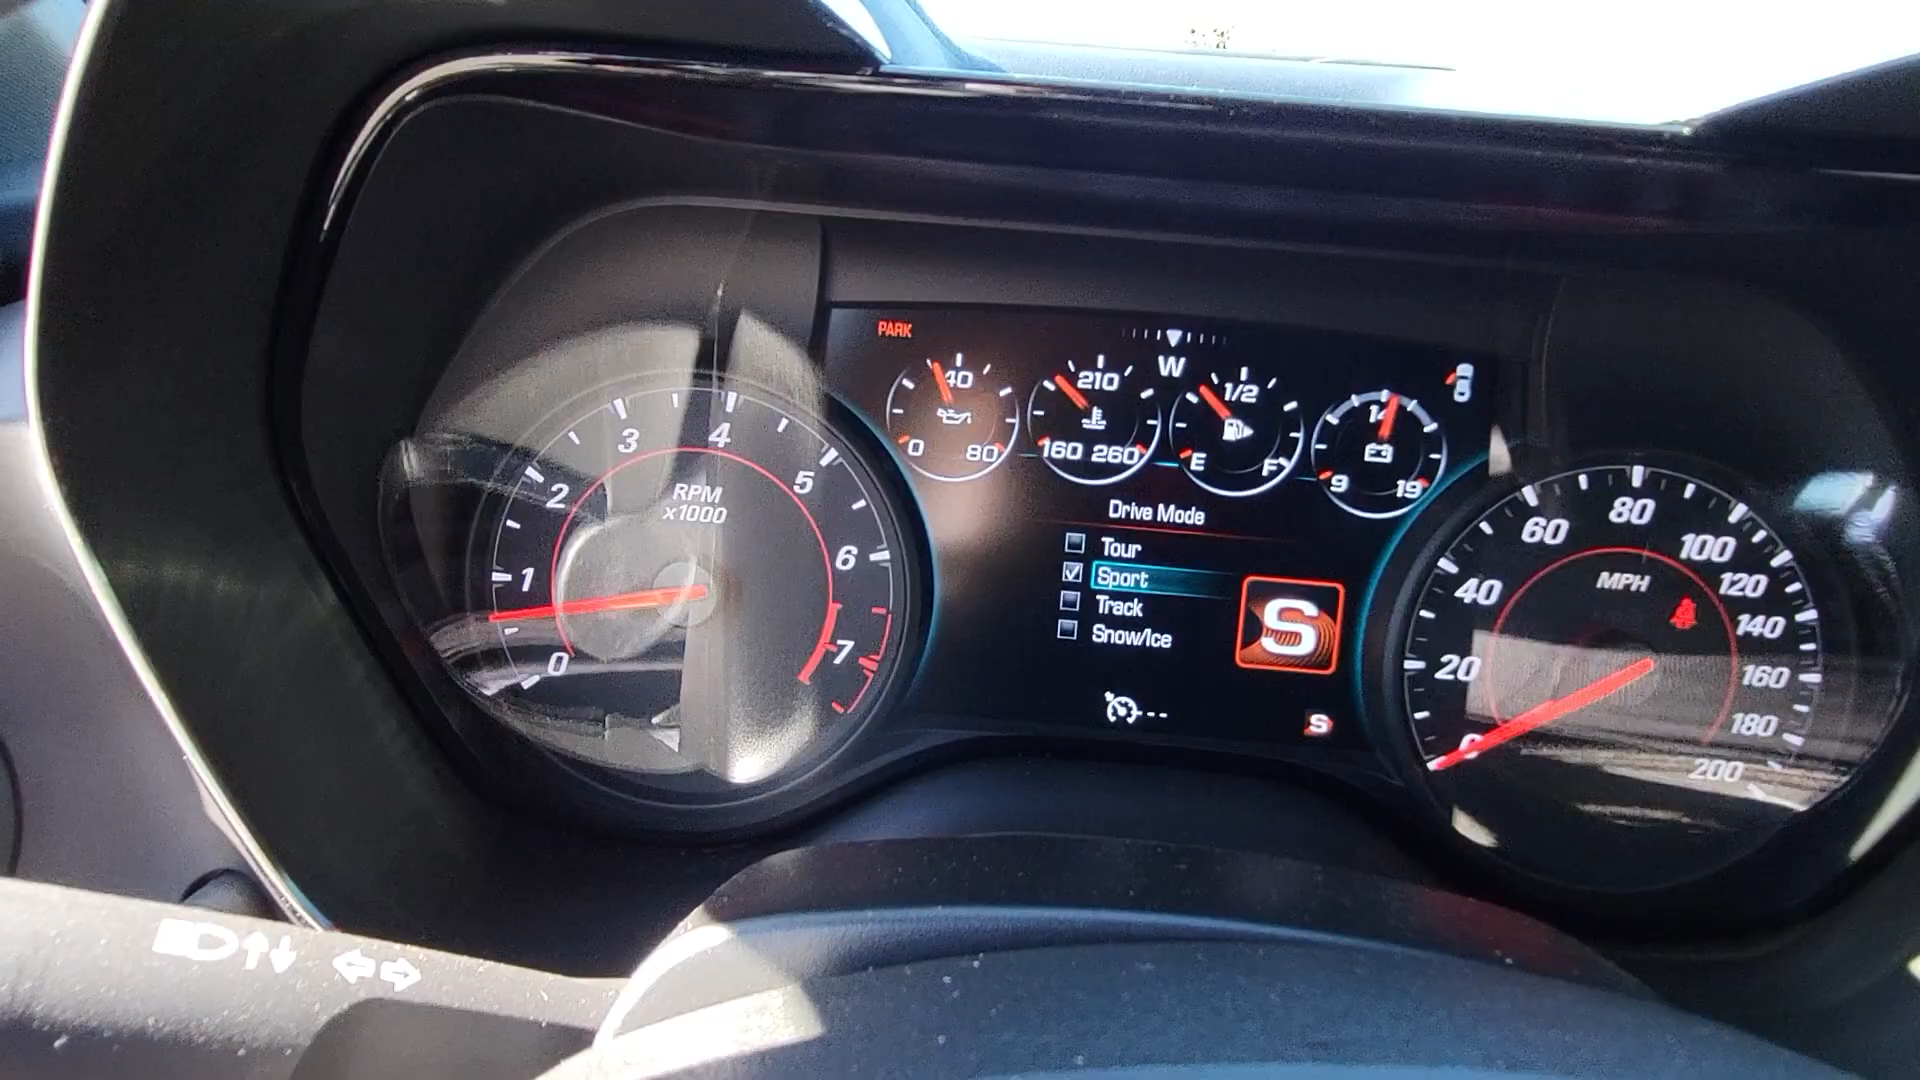 PARK
W
40
0 80
210
160 260
1/2
E F
14
9 19
Drive Mode
Tour
Sport
Track
Snow/Ice
S
---
S
RPM
x1000
0 1 2 3 4 5 6 7
MPH
0 20 40 60 80 100 120 140 160 180 200